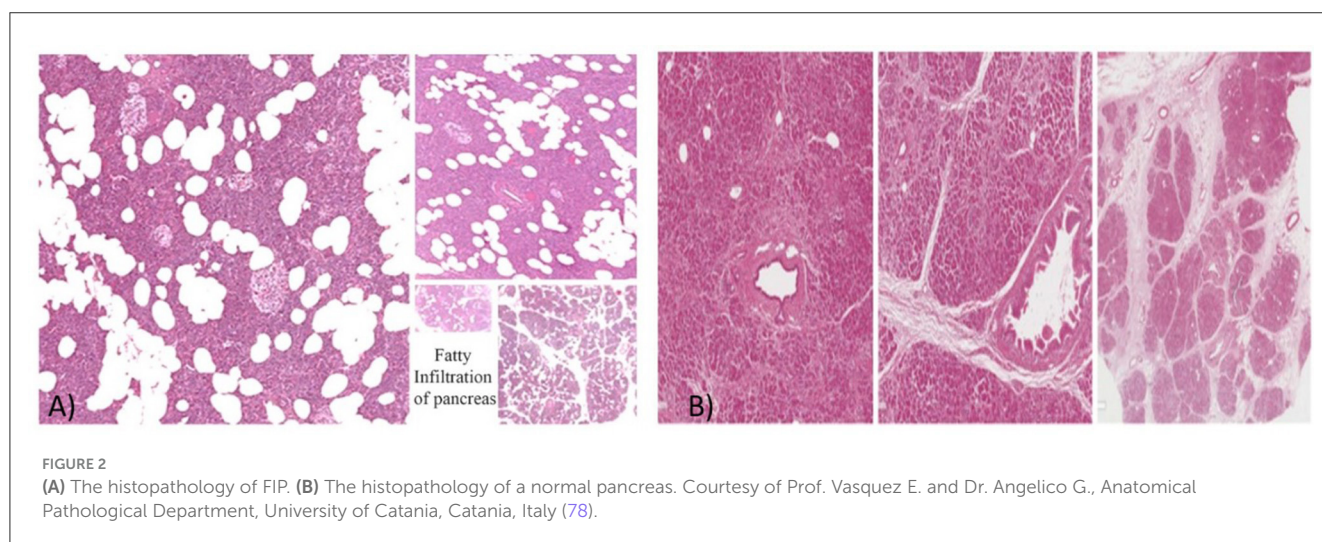 A)
Fatty
Infiltration
of pancreas
B)
FIGURE 2
(A) The histopathology of FIP. (B) The histopathology of a normal pancreas. Courtesy of Prof. Vasquez E. and Dr. Angelico G., Anatomical
Pathological Department, University of Catania, Catania, Italy (78).